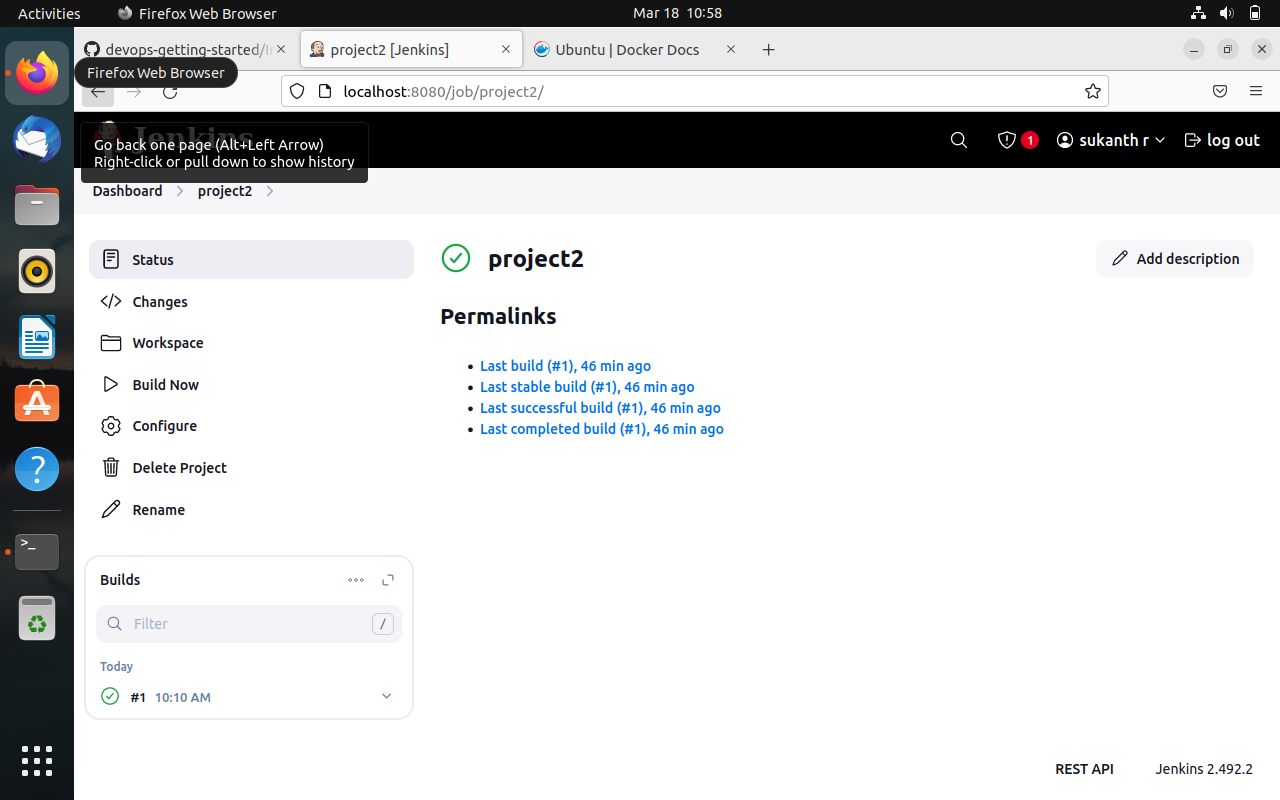 Activities Firefox Web Browser Mar 18 10:58
devops-getting-started/ project2 [Jenkins] Ubuntu | Docker Docs
Firefox Web Browser
localhost:8080/job/project2/
Jenkins
Go back one page (Alt+Left Arrow)
Right-click or pull down to show history
1 sukanth r log out
Dashboard project2
Status
Changes
Workspace
Build Now
Configure
Delete Project
Rename
project2
Add description
Permalinks
• Last build (#1), 46 min ago
• Last stable build (#1), 46 min ago
• Last successful build (#1), 46 min ago
• Last completed build (#1), 46 min ago
Builds
Filter /
Today
#1 10:10 AM
REST API Jenkins 2.492.2